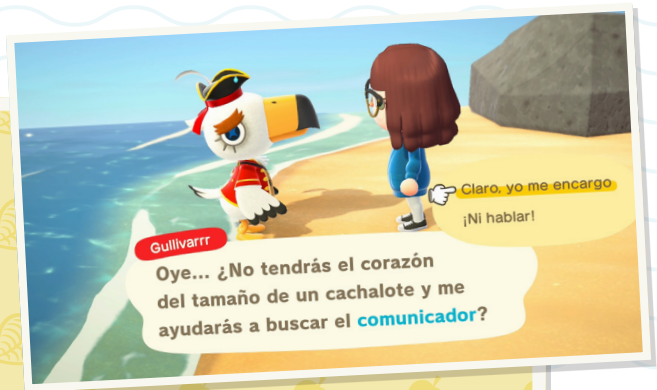 Claro, yo me encargo
¡Ni hablar!
Gullivarrr
Oye... ¿No tendrás el corazón
del tamaño de un cachalote y me
ayudarás a buscar el comunicador?